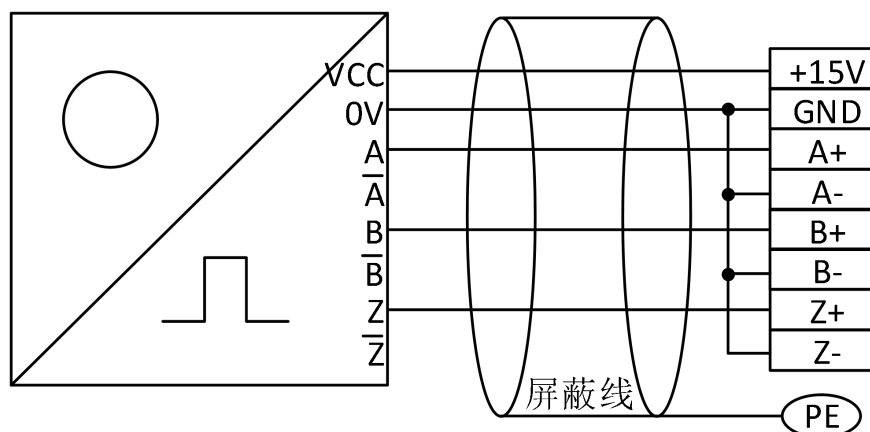 VCC
0V
A
A̅
B
B̅
Z
Z̅
+15V
GND
A+
A-
B+
B-
Z+
Z-
屏蔽线
PE